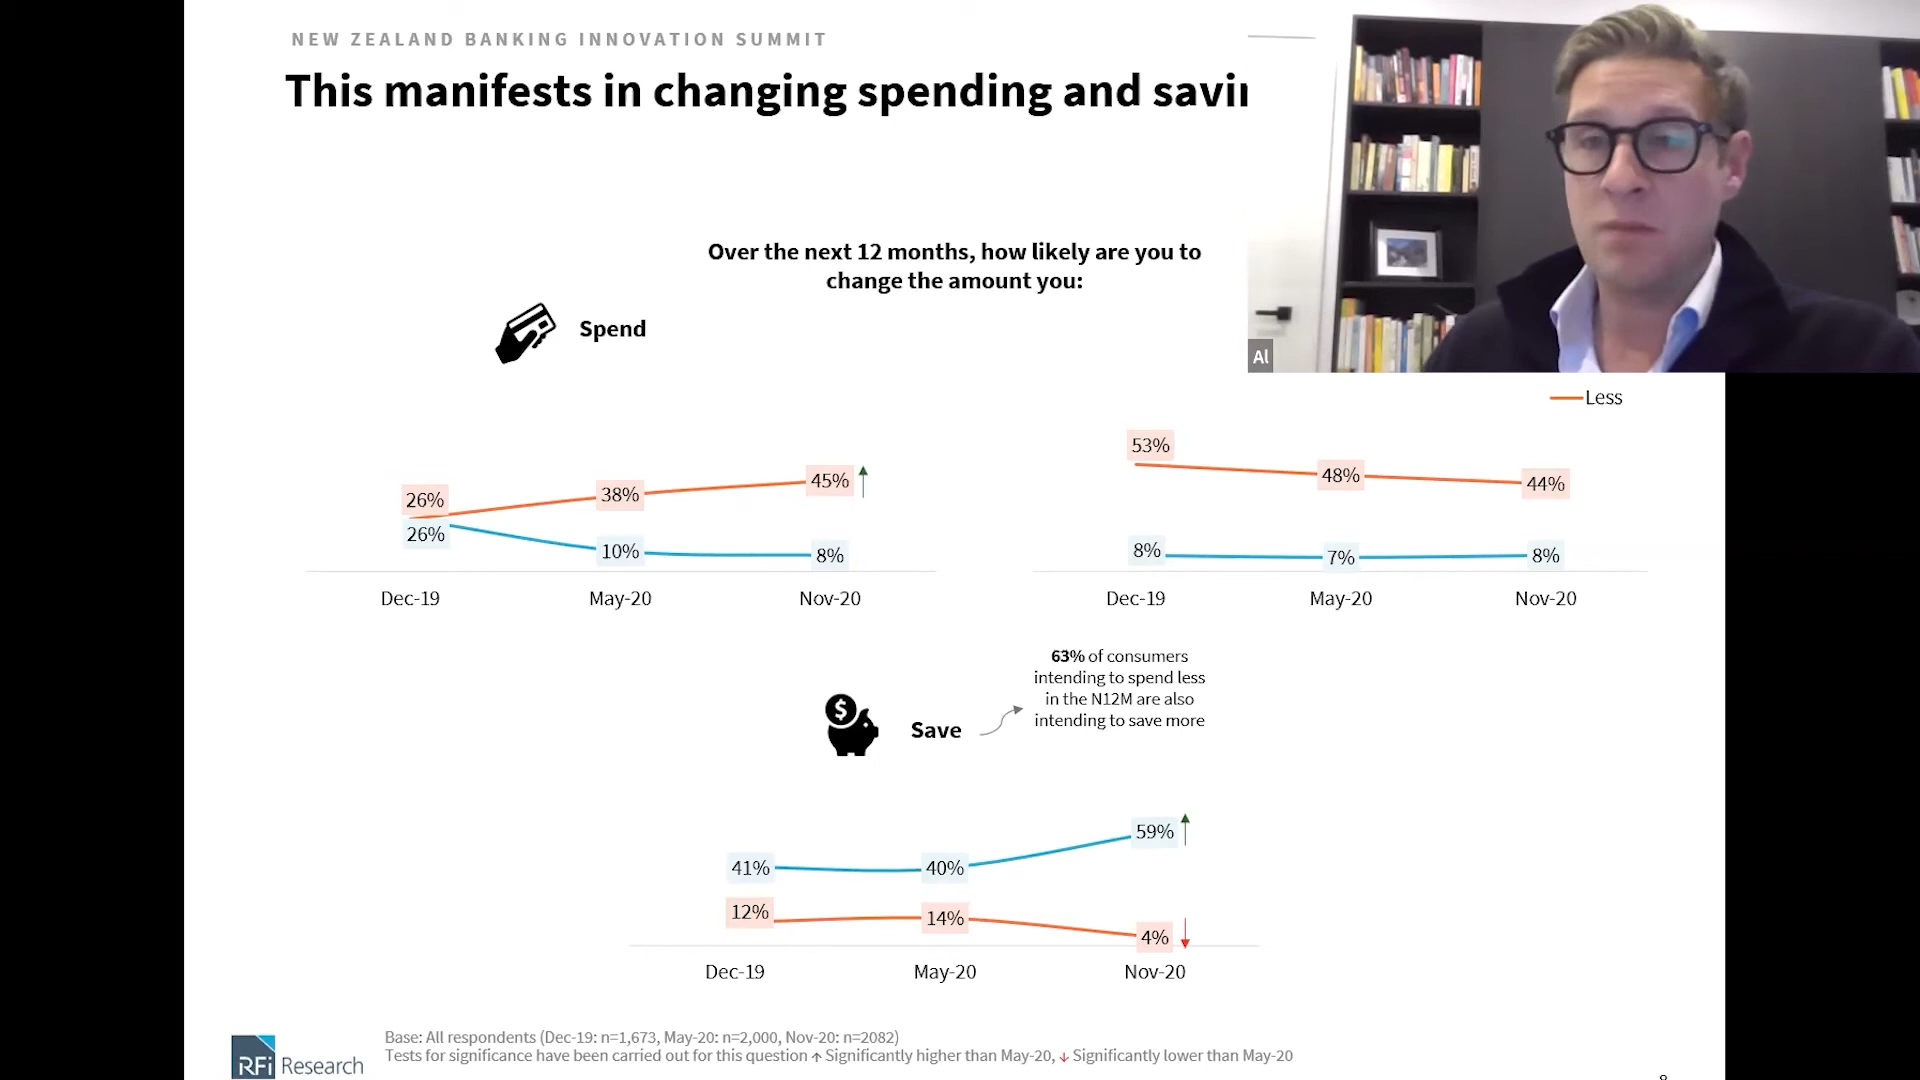 NEW ZEALAND BANKING INNOVATION SUMMIT
This manifests in changing spending and
Over the next 12 months, how likely are you to
change the amount you:
Spend
Al
Less
26%
38%
45%
26%
10%
8%
Dec-19
May-20
Nov-20
53%
48%
44%
8%
7%
8%
Dec-19
May-20
Nov-20
63% of consumers
intending to spend less
in the N12M are also
intending to save more
Save
41%
40%
59%
12%
14%
4%
Dec-19
May-20
Nov-20
RFi Research
Base: All respondents (Dec-19: n=1,673, May-20: n=2,000, Nov-20: n=2082)
Tests for significance have been carried out for this question ↑ Significantly higher than May-20, ↓ Significantly lower than May-20